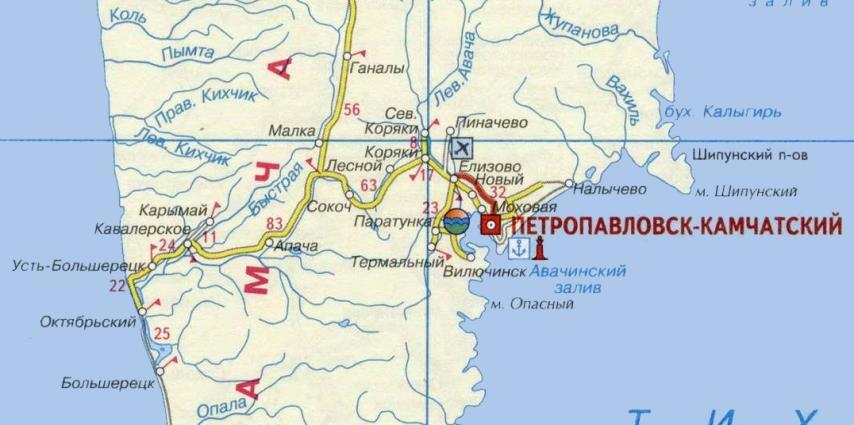 залив
Коль
Жупанова
Пымта
Лев. Авача
А
Ганалы
Вахиль
Прав. Кихчик
56
бух. Калыгирь
Сев.
Коряки
Пиначево
Малка
Лев. Кихчик
8
Коряки
Шипунский п-ов
Лесной
Елизово
Ч
Быстрая
63
17
Новый
32
Налычево
м. Шипунский
Карымай
Сокоч
23
Моховая
Паратунка
ПЕТРОПАВЛОВСК-КАМЧАТСКИЙ
Кавалерское
83
24
11
Апача
Усть-Большерецк
Термальный
Вилючинск
Авачинский
залив
М
22
м. Опасный
Октябрьский
25
Большерецк
А
Опала
Т И Х